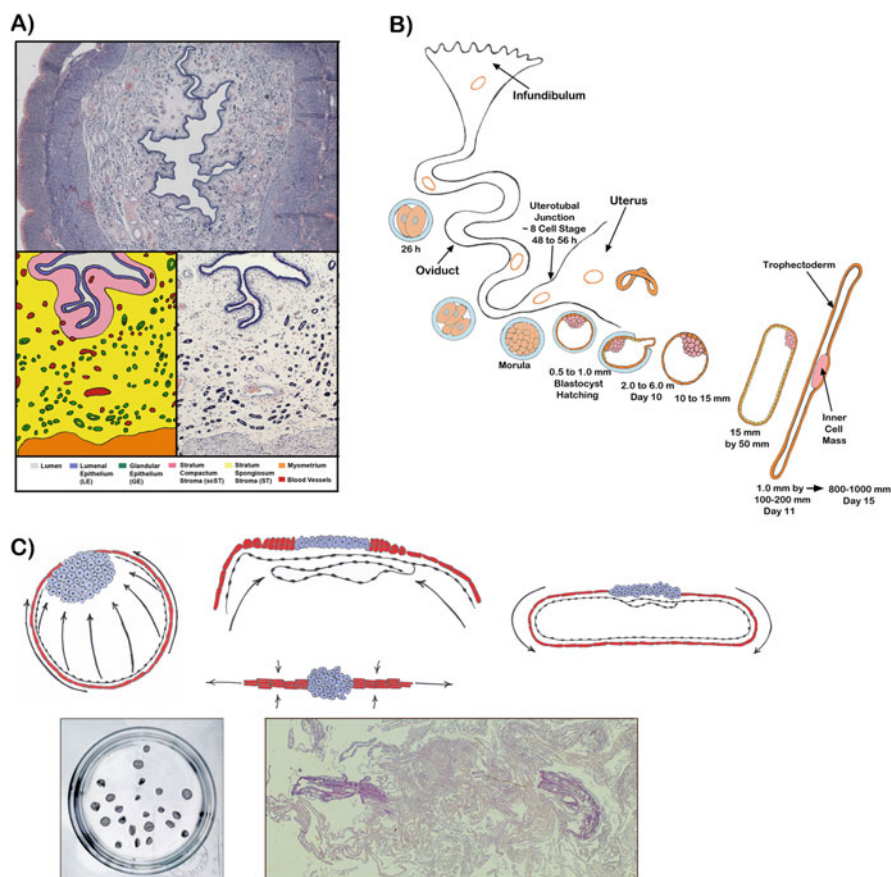 A)
Lumen
Lumenal
Epithelium
(LE)
Glandular
Epithelium
(GE)
Stratum
Compactum
Stroma (scST)
Stratum
Spongiosum
Stroma (ST)
Myometrium
Blood Vessels
B)
Infundibulum
26 h
Oviduct
Uterotubal
Junction
~ 8 Cell Stage
48 to 56 h
Uterus
Trophectoderm
Morula
0.5 to 1.0 mm
Blastocyst
Hatching
2.0 to 6.0 m
Day 10
10 to 15 mm
15 mm
by 50 mm
Inner
Cell
Mass
1.0 mm by
100-200 mm
Day 11
800-1000 mm
Day 15
C)